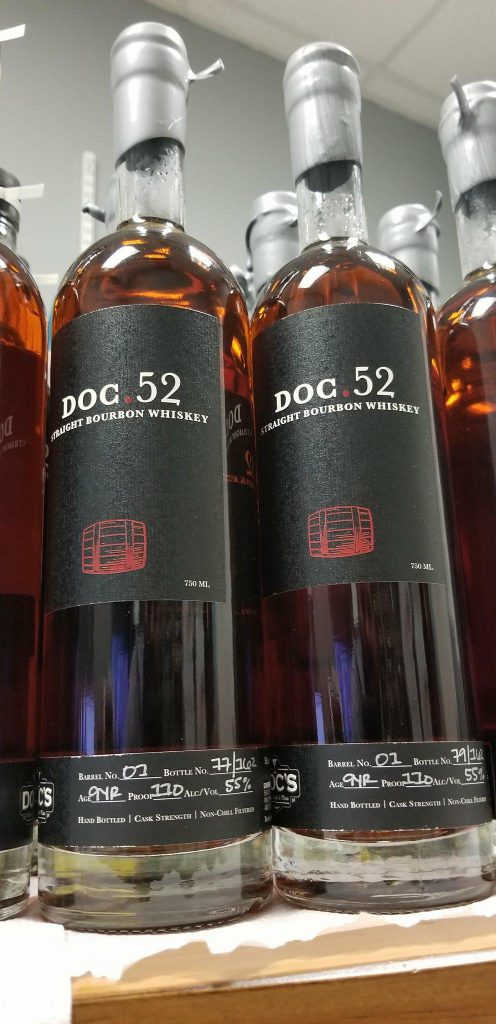 DOC.52
STRAIGHT BOURBON WHISKEY
750 ML
BARREL NO. 01 BOTTLE NO. 77/162
AGE 9YR PROOF 110 ALC/VOL 55%
HAND BOTTLED | CASK STRENGTH | NON-CHILL FILTERED
DOC.52
STRAIGHT BOURBON WHISKEY
750 ML
DOC'S
BARREL NO. 01 BOTTLE NO. 79/162
AGE 9YR PROOF 110 ALC/VOL 55%
HAND BOTTLED | CASK STRENGTH | NON-CHILL FILTERED